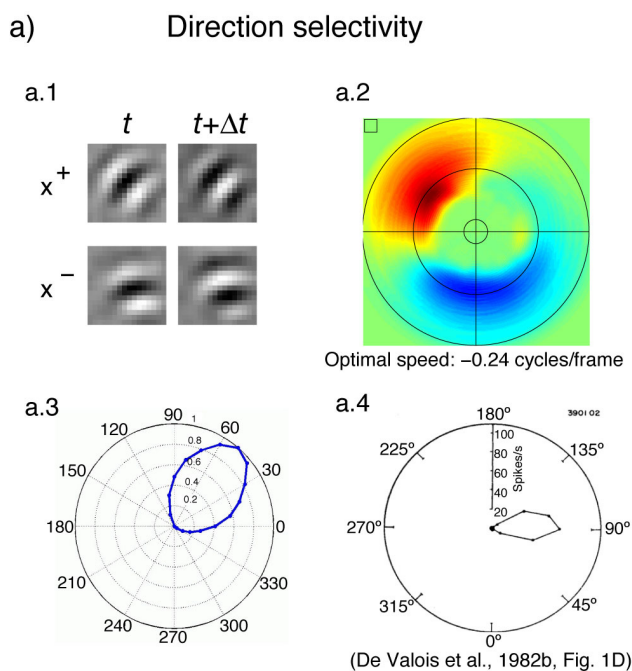 a) Direction selectivity
a.1
t t+Δt
x+
x−
a.2
Optimal speed: −0.24 cycles/frame
a.3
90
120 60
150 30
180 0
210 330
240 300
270
1
0.8
0.6
0.4
0.2
a.4
180º
390102
225º 135º
270º 90º
315º 45º
0º
100
80
60
40
20
Spikes/s
(De Valois et al., 1982b, Fig. 1D)